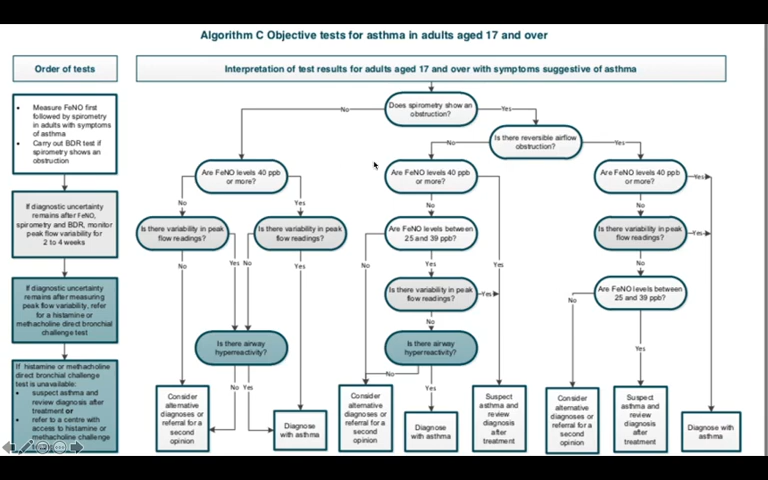 Algorithm C Objective tests for asthma in adults aged 17 and over
Order of tests
Interpretation of test results for adults aged 17 and over with symptoms suggestive of asthma
• Measure FeNO first
followed by spirometry
in adults with symptoms
of asthma
• Carry out BDR test if
spirometry shows an
obstruction
If diagnostic uncertainty
remains after FeNO,
spirometry and BDR, monitor
peak flow variability for
2 to 4 weeks
If diagnostic uncertainty
remains after measuring
peak flow variability, refer
for a histamine or
methacholine direct bronchial
challenge test
If histamine or methacholine
direct bronchial challenge
test is unavailable:
• suspect asthma and
review diagnosis after
treatment or
• refer to a centre with
access to histamine or
methacholine challenge
Does spirometry show an
obstruction?
No
Yes
Is there reversible airflow
obstruction?
No
Yes
Are FeNO levels 40 ppb
or more?
Are FeNO levels 40 ppb
or more?
Are FeNO levels 40 ppb
or more?
Yes
No
Yes
No
No
Is there variability in peak
flow readings?
Is there variability in peak
flow readings?
Are FeNO levels between
25 and 39 ppb?
Is there variability in peak
flow readings?
Yes
No
Yes
No
Yes
No
Yes
Yes
No
Is there variability in peak
flow readings?
Yes
Are FeNO levels between
25 and 39 ppb?
No
No
Is there airway
hyperreactivity?
Is there airway
hyperreactivity?
Yes
No
No
Yes
Yes
Consider
alternative
diagnoses or
referral for a
second
opinion
Diagnose
with asthma
Consider
alternative
diagnoses or
referral for a
second
opinion
Diagnose
with asthma
Suspect
asthma and
review
diagnosis
after
treatment
Consider
alternative
diagnoses or
referral for a
second
opinion
Suspect
asthma and
review
diagnosis
after
treatment
Diagnose with
asthma